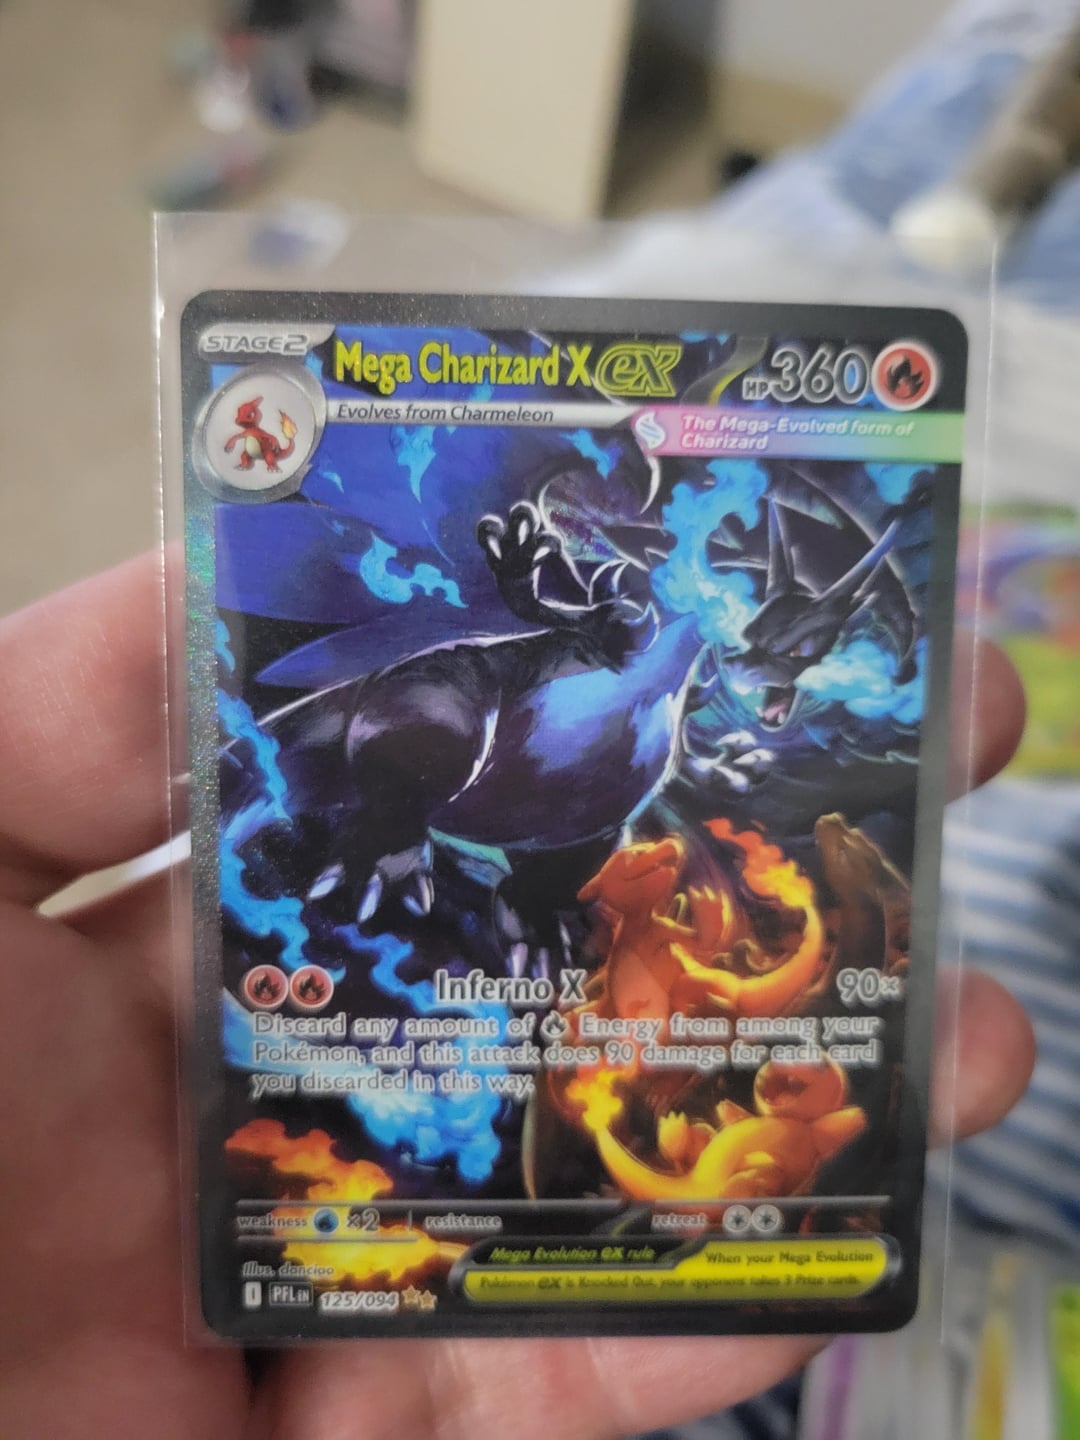 STAGE2
Mega Charizard X ex
HP 360
Evolves from Charmeleon
The Mega-Evolved form of
Charizard
Inferno X 90×
Discard any amount of Energy from among your
Pokémon, and this attack does 90 damage for each card
you discarded in this way.
weakness ×2 resistance retreat
Mega Evolution ex rule When your Mega Evolution
Pokémon ex is Knocked Out, your opponent takes 3 Prize cards.
Illus. danciao
I PFL EN 125/094